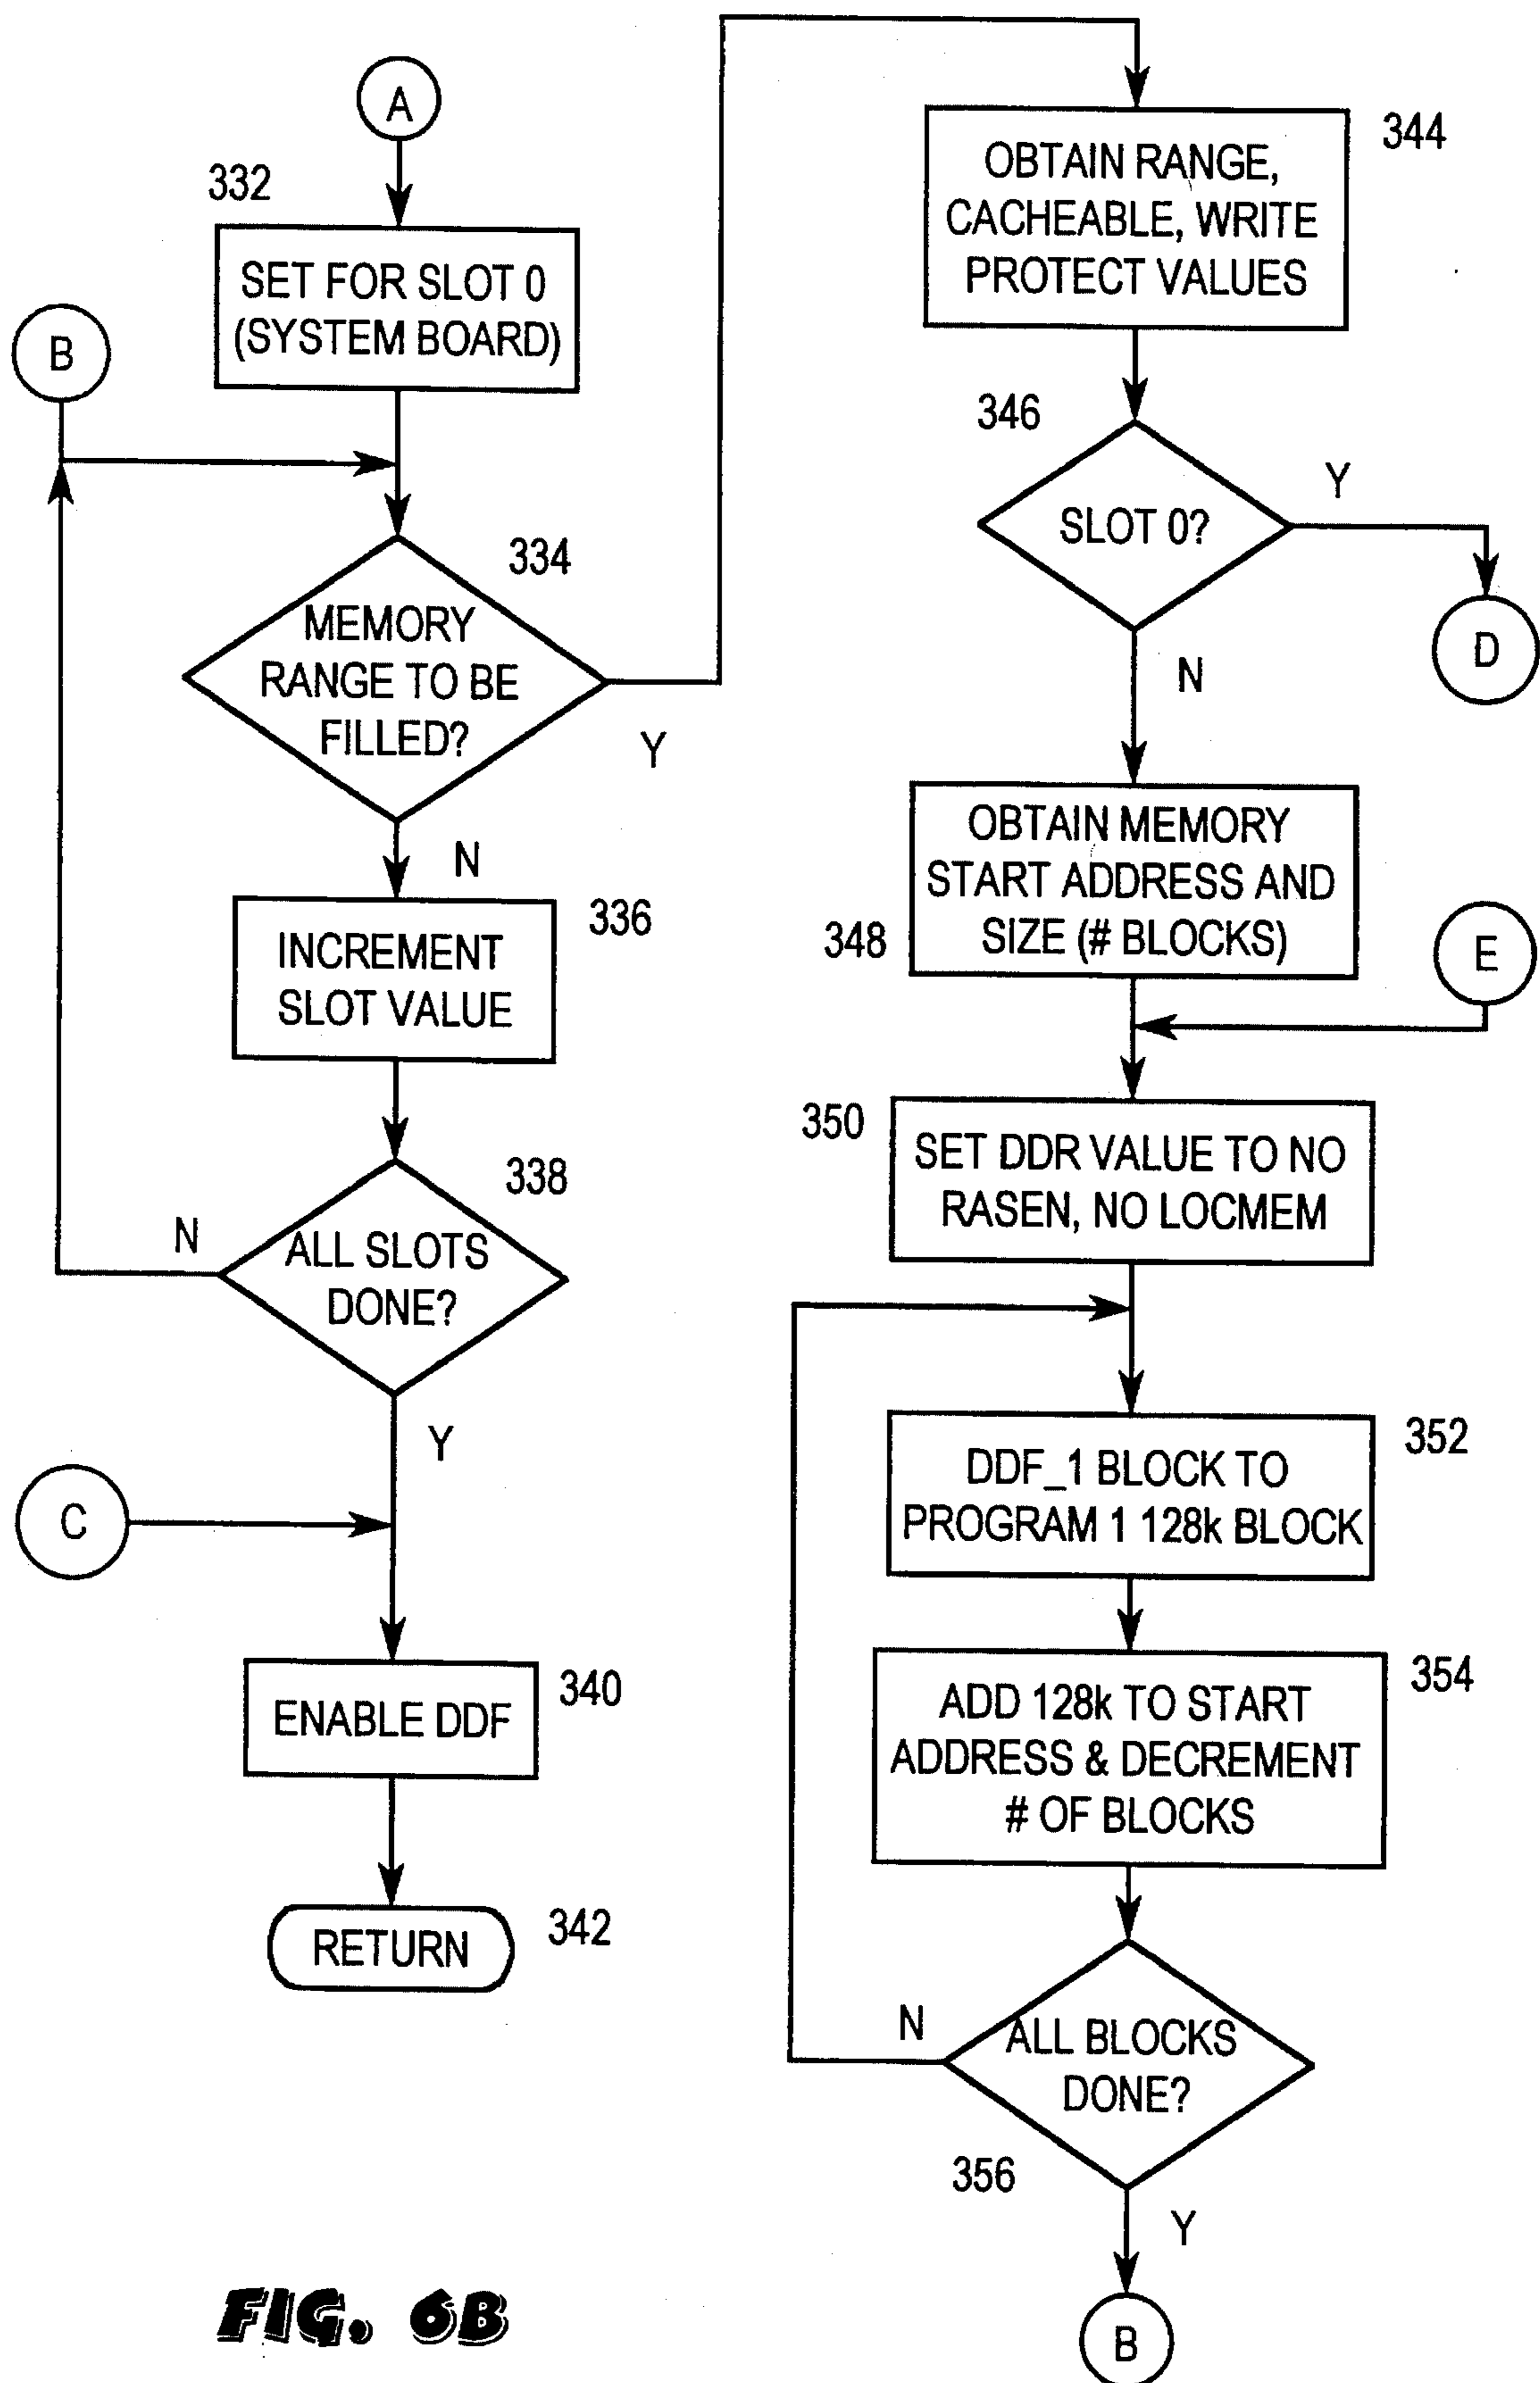 A
332
SET FOR SLOT 0
(SYSTEM BOARD)
B
334
MEMORY
RANGE TO BE
FILLED?
Y
N
336
INCREMENT
SLOT VALUE
338
N
ALL SLOTS
DONE?
Y
C
340
ENABLE DDF
342
RETURN
344
OBTAIN RANGE,
CACHEABLE, WRITE
PROTECT VALUES
346
SLOT 0?
Y
D
N
OBTAIN MEMORY
START ADDRESS AND
SIZE (# BLOCKS)
348
E
350
SET DDR VALUE TO NO
RASEN, NO LOCMEM
352
DDF_1 BLOCK TO
PROGRAM 1 128k BLOCK
354
ADD 128k TO START
ADDRESS & DECREMENT
# OF BLOCKS
N
ALL BLOCKS
DONE?
356
Y
B
FIG. 6B